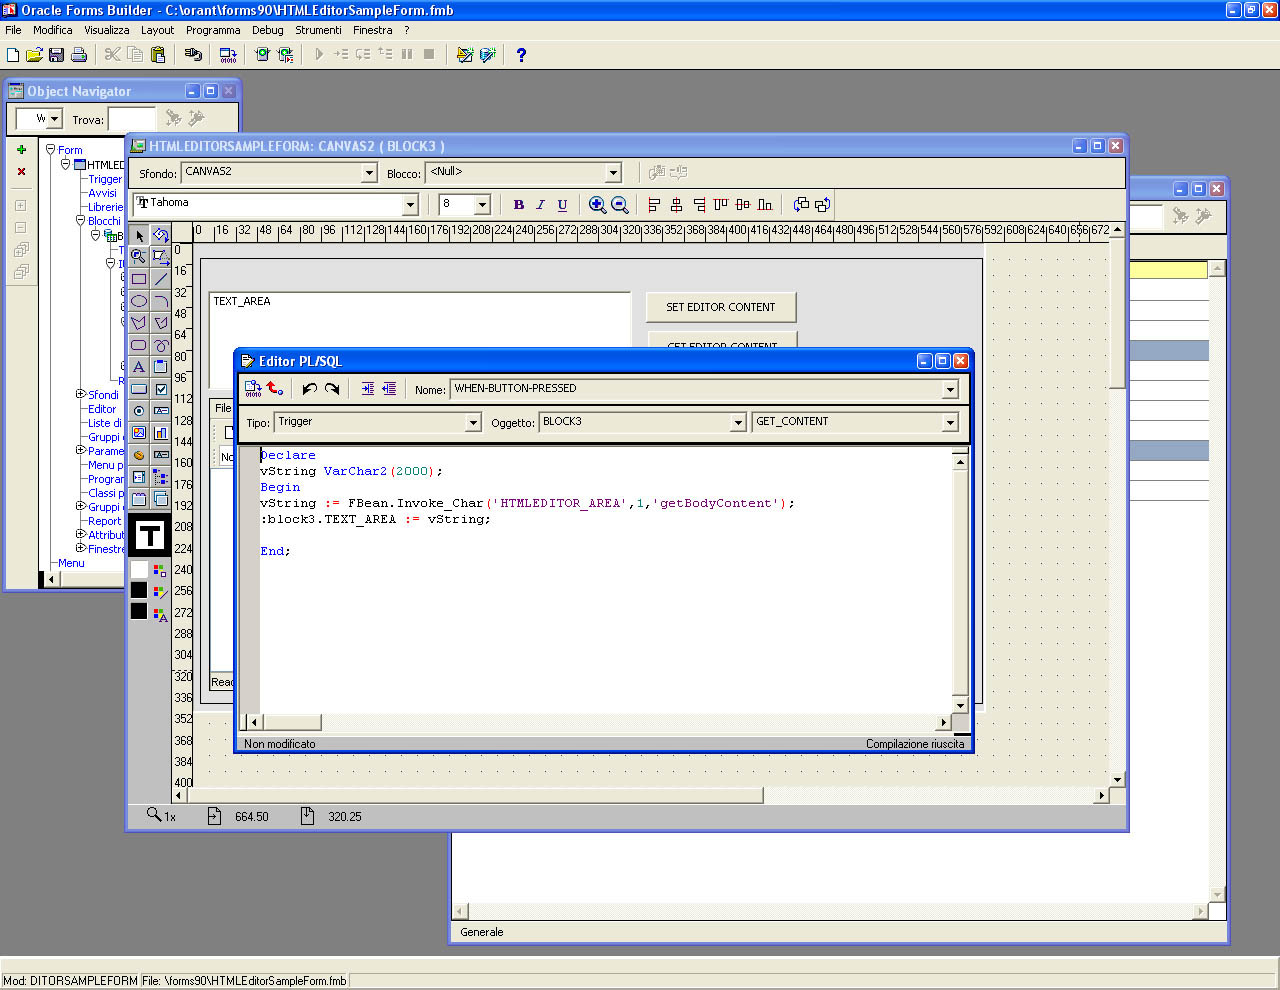 Oracle Forms Builder - C:\orant\forms90\HTMLEditorSampleForm.fmb
File Modifica Visualizza Layout Programma Debug Strumenti Finestra ?
Object Navigator
Trova:
Form
HTMLED
Trigger
Avvisi
Librerie
Blocchi
Sfondi
Editor
Liste di
Gruppi
Parame
Menu p
Progran
Classi p
Gruppi
Report
Attribut
Finestre
Menu
HTMLEDITORSAMPLEFORM: CANVAS2 ( BLOCK3 )
Sfondo: CANVAS2 Blocco: <Null>
Tahoma 8 B I U
0 16 32 48 64 80 96 112 128 144 160 176 192 208 224 240 256 272 288 304 320 336 352 368 384 400 416 432 448 464 480 496 512 528 544 560 576 592 608 624 640 656 672
0
16
32
48
64
80
96
112
128
144
160
176
192
208
224
240
256
272
288
304
320
336
352
368
384
400
TEXT_AREA
SET EDITOR CONTENT
GET EDITOR CONTENT
File
No
Read
Editor PL/SQL
Nome: WHEN-BUTTON-PRESSED
Tipo: Trigger Oggetto: BLOCK3 GET_CONTENT
Declare
vString VarChar2(2000);
Begin
vString := FBean.Invoke_Char('HTMLEDITOR_AREA',1,'getBodyContent');
:block3.TEXT_AREA := vString;
End;
Non modificato Compilazione riuscita
1x 664.50 320.25
Generale
Mod: DITORSAMPLEFORM File: \forms90\HTMLEditorSampleForm.fmb